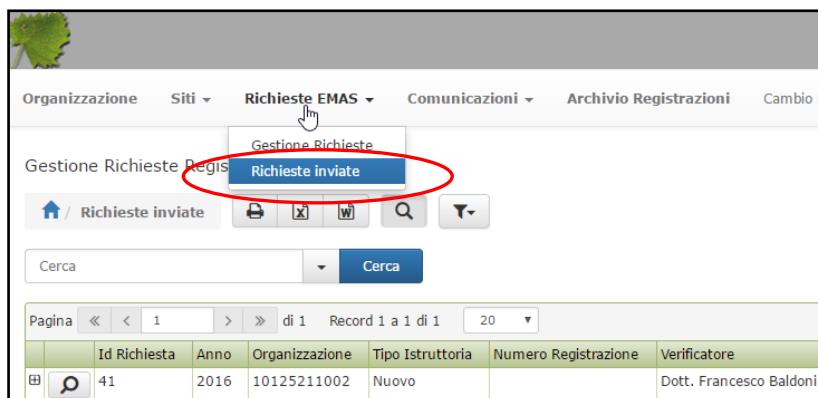 Organizzazione Siti Richieste EMAS Comunicazioni Archivio Registrazioni Cambio
Gestione Richieste
Richieste inviate
Gestione Richieste Regis
/ Richieste inviate
Cerca Cerca
Pagina 1 di 1 Record 1 a 1 di 1 20
Id Richiesta Anno Organizzazione Tipo Istruttoria Numero Registrazione Verificatore
41 2016 10125211002 Nuovo Dott. Francesco Baldoni